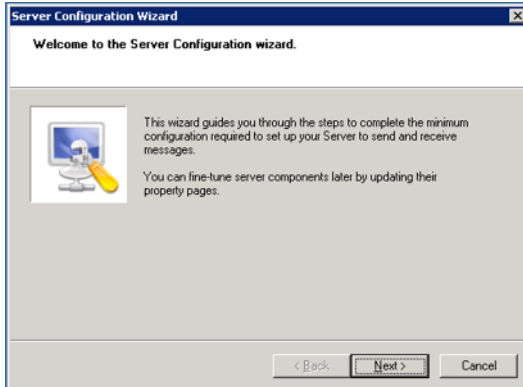 Server Configuration Wizard
Welcome to the Server Configuration wizard.
This wizard guides you through the steps to complete the minimum
configuration required to set up your Server to send and receive
messages.
You can fine-tune server components later by updating their
property pages.
< Back Next > Cancel